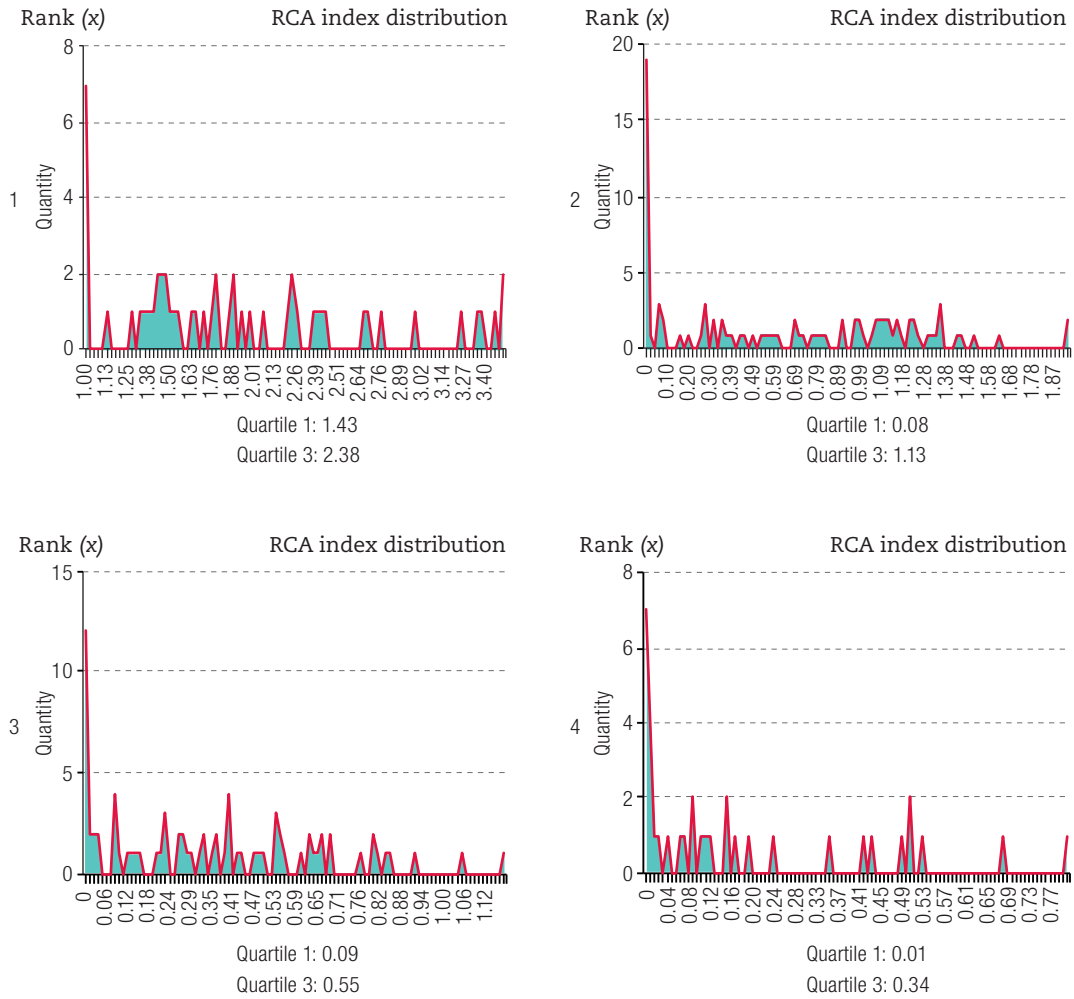 Rank (x) RCA index distribution
8
6
4
2
0
1
Quantity
1.00 1.13 1.25 1.38 1.50 1.63 1.76 1.88 2.01 2.13 2.26 2.39 2.51 2.64 2.76 2.89 3.02 3.14 3.27 3.40
Quartile 1: 1.43
Quartile 3: 2.38
Rank (x) RCA index distribution
20
15
10
5
0
2
Quantity
0 0.10 0.20 0.30 0.39 0.49 0.59 0.69 0.79 0.89 0.99 1.09 1.18 1.28 1.38 1.48 1.58 1.68 1.78 1.87
Quartile 1: 0.08
Quartile 3: 1.13
Rank (x) RCA index distribution
15
10
5
0
3
Quantity
0 0.06 0.12 0.18 0.24 0.29 0.35 0.41 0.47 0.53 0.59 0.65 0.71 0.76 0.82 0.88 0.94 1.00 1.06 1.12
Quartile 1: 0.09
Quartile 3: 0.55
Rank (x) RCA index distribution
8
6
4
2
0
4
Quantity
0 0.04 0.08 0.12 0.16 0.20 0.24 0.28 0.33 0.37 0.41 0.45 0.49 0.53 0.57 0.61 0.65 0.69 0.73 0.77
Quartile 1: 0.01
Quartile 3: 0.34